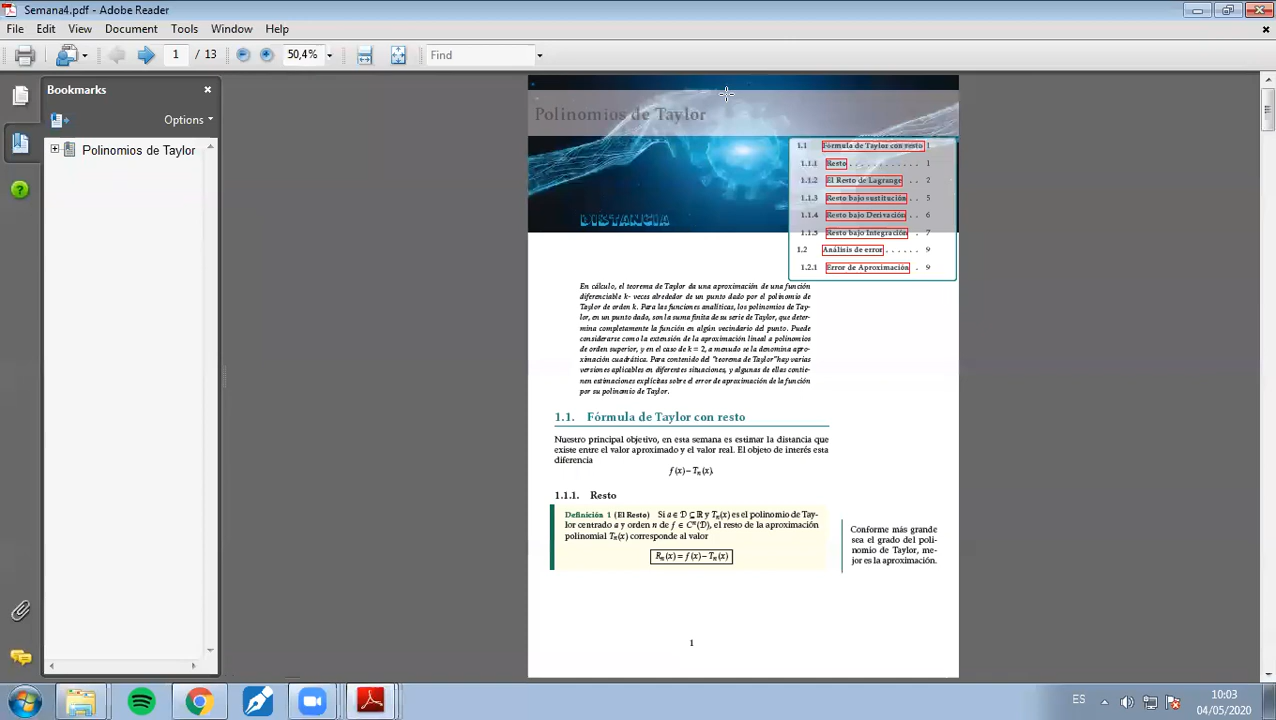 Semana4.pdf - Adobe Reader
File Edit View Document Tools Window Help
1 / 13 50,4% Find
Bookmarks
Options
Polinomios de Taylor
Polinomios de Taylor
DISTANCIA
1.1 Fórmula de Taylor con resto 1
1.1.1 Resto . . . . . . . . . . . . 1
1.1.2 El Resto de Lagrange . . 2
1.1.3 Resto bajo sustitución . . 5
1.1.4 Resto bajo Derivación . . 6
1.1.5 Resto bajo Integración . 7
1.2 Análisis de error . . . . . . 9
1.2.1 Error de Aproximación . 9
En cálculo, el teorema de Taylor da una aproximación de una función
diferenciable k- veces alrededor de un punto dado por el polinomio de
Taylor de orden k. Para las funciones analíticas, los polinomios de Tay-
lor, en un punto dado, son la suma finita de su serie de Taylor, que deter-
mina completamente la función en algún vecindario del punto. Puede
considerarse como la extensión de la aproximación lineal a polinomios
de orden superior, y en el caso de k = 2, a menudo se la denomina apro-
ximación cuadrática. Para contenido del "teorema de Taylor"hay varias
versiones aplicables en diferentes situaciones, y algunas de ellas contie-
nen estimaciones explícitas sobre el error de aproximación de la función
por su polinomio de Taylor.
1.1. Fórmula de Taylor con resto
Nuestro principal objetivo, en esta semana es estimar la distancia que
existe entre el valor aproximado y el valor real. El objeto de interés esta
diferencia
f(x) − Tₙ(x).
1.1.1. Resto
Definición 1 (El Resto) Si a ∈ D ⊆ ℝ y Tₙ(x) es el polinomio de Tay-
lor centrado a y orden n de f ∈ Cⁿ(D), el resto de la aproximación
polinomial Tₙ(x) corresponde al valor
Rₙ(x) = f(x) − Tₙ(x)
Conforme más grande
sea el grado del poli-
nomio de Taylor, me-
jor es la aproximación.
1
ES
10:03
04/05/2020